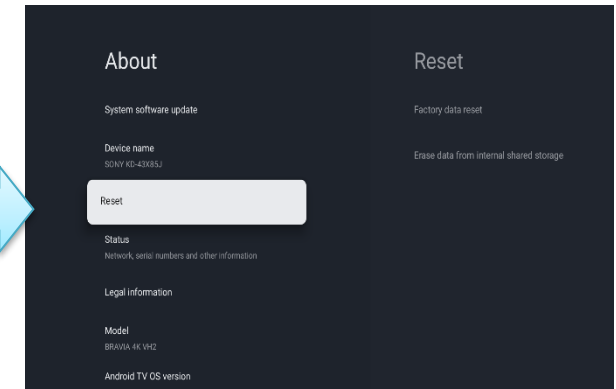 About
System software update
Device name
SONY KD-43X85J
Reset
Status
Network, serial numbers and other information
Legal information
Model
BRAVIA 4K VH2
Android TV OS version
Reset
Factory data reset
Erase data from internal shared storage